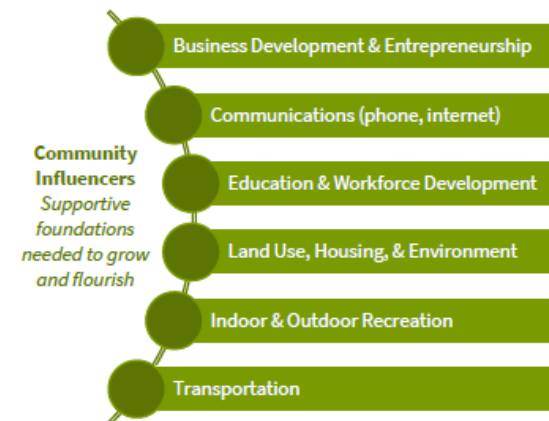 Business Development & Entrepreneurship
Communications (phone, internet)
Community
Influencers
Supportive
foundations
needed to grow
and flourish
Education & Workforce Development
Land Use, Housing, & Environment
Indoor & Outdoor Recreation
Transportation